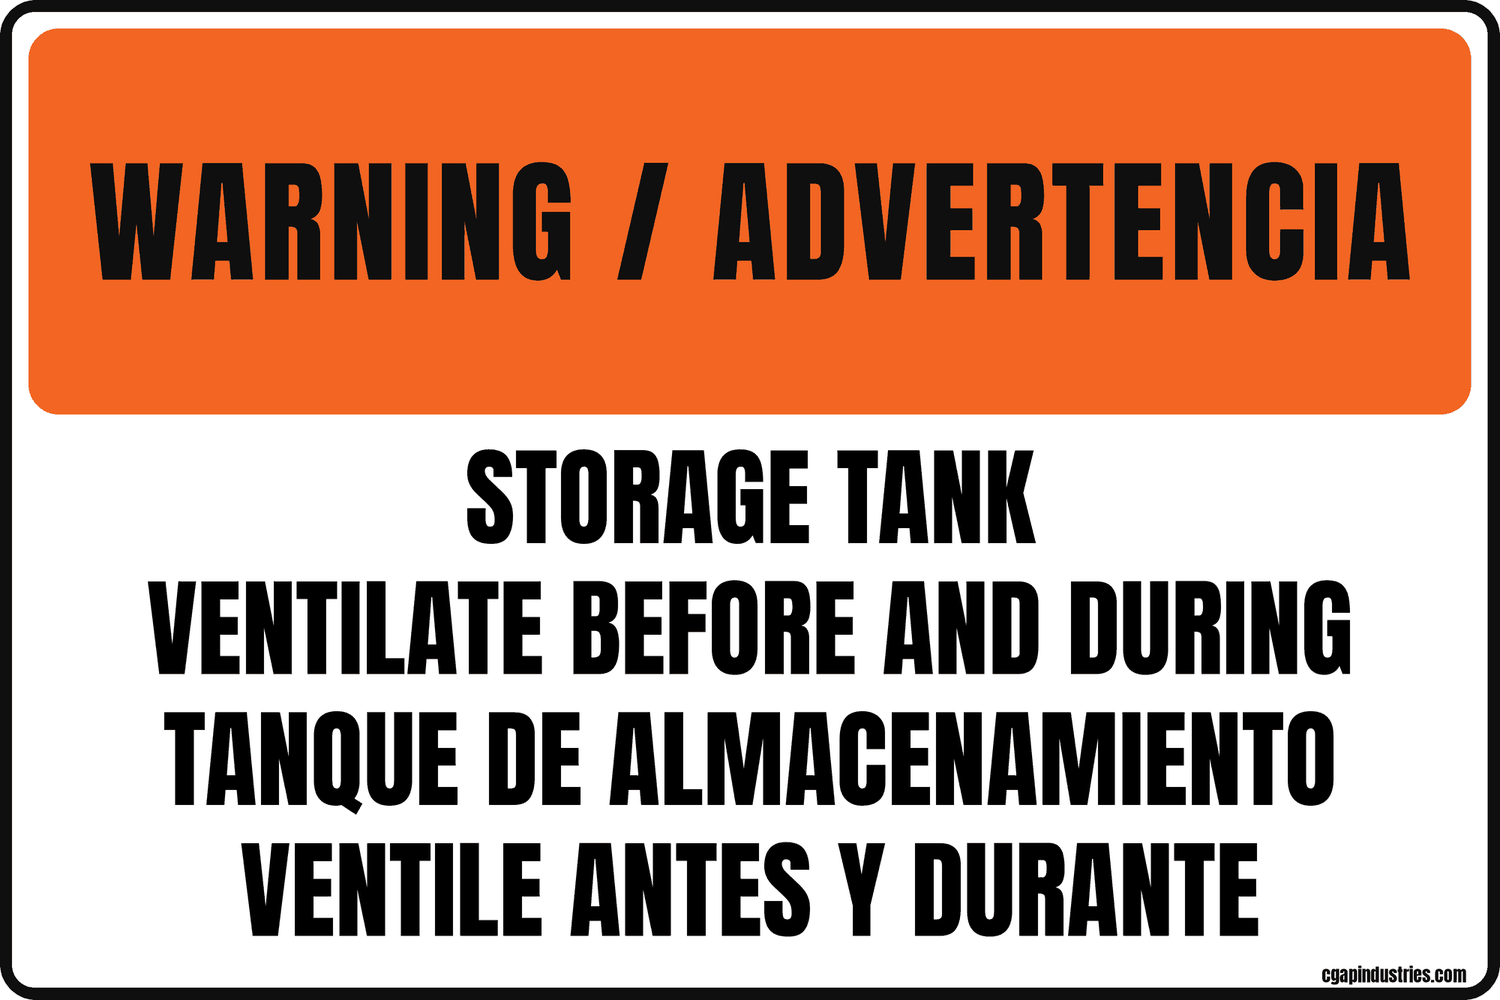 WARNING / ADVERTENCIA
STORAGE TANK
VENTILATE BEFORE AND DURING
TANQUE DE ALMACENAMIENTO
VENTILE ANTES Y DURANTE
cgapindustries.com